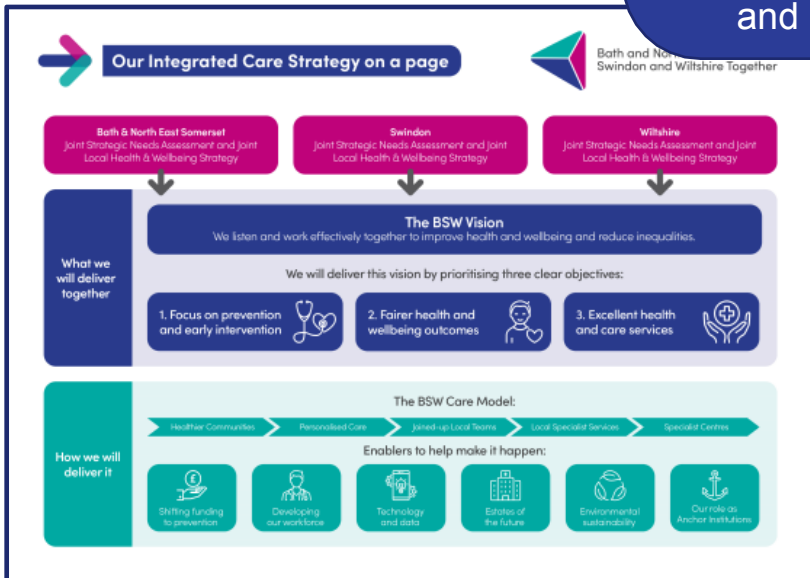 and
Our Integrated Care Strategy on a page
Bath and Nor
Swindon and Wiltshire Together
Bath & North East Somerset
Joint Strategic Needs Assessment and Joint
Local Health & Wellbeing Strategy
Swindon
Joint Strategic Needs Assessment and Joint
Local Health & Wellbeing Strategy
Wiltshire
Joint Strategic Needs Assessment and Joint
Local Health & Wellbeing Strategy
What we
will deliver
together
The BSW Vision
We listen and work effectively together to improve health and wellbeing and reduce inequalities.
We will deliver this vision by prioritising three clear objectives:
1. Focus on prevention
and early intervention
2. Fairer health and
wellbeing outcomes
3. Excellent health
and care services
How we will
deliver it
The BSW Care Model:
Healthier Communities
Personalised Care
Joined-up Local Teams
Local Specialist Services
Specialist Centres
Enablers to help make it happen:
£
Shifting funding
to prevention
Developing
our workforce
Technology
and data
Estates of
the future
Environmental
sustainability
Our role as
Anchor Institutions